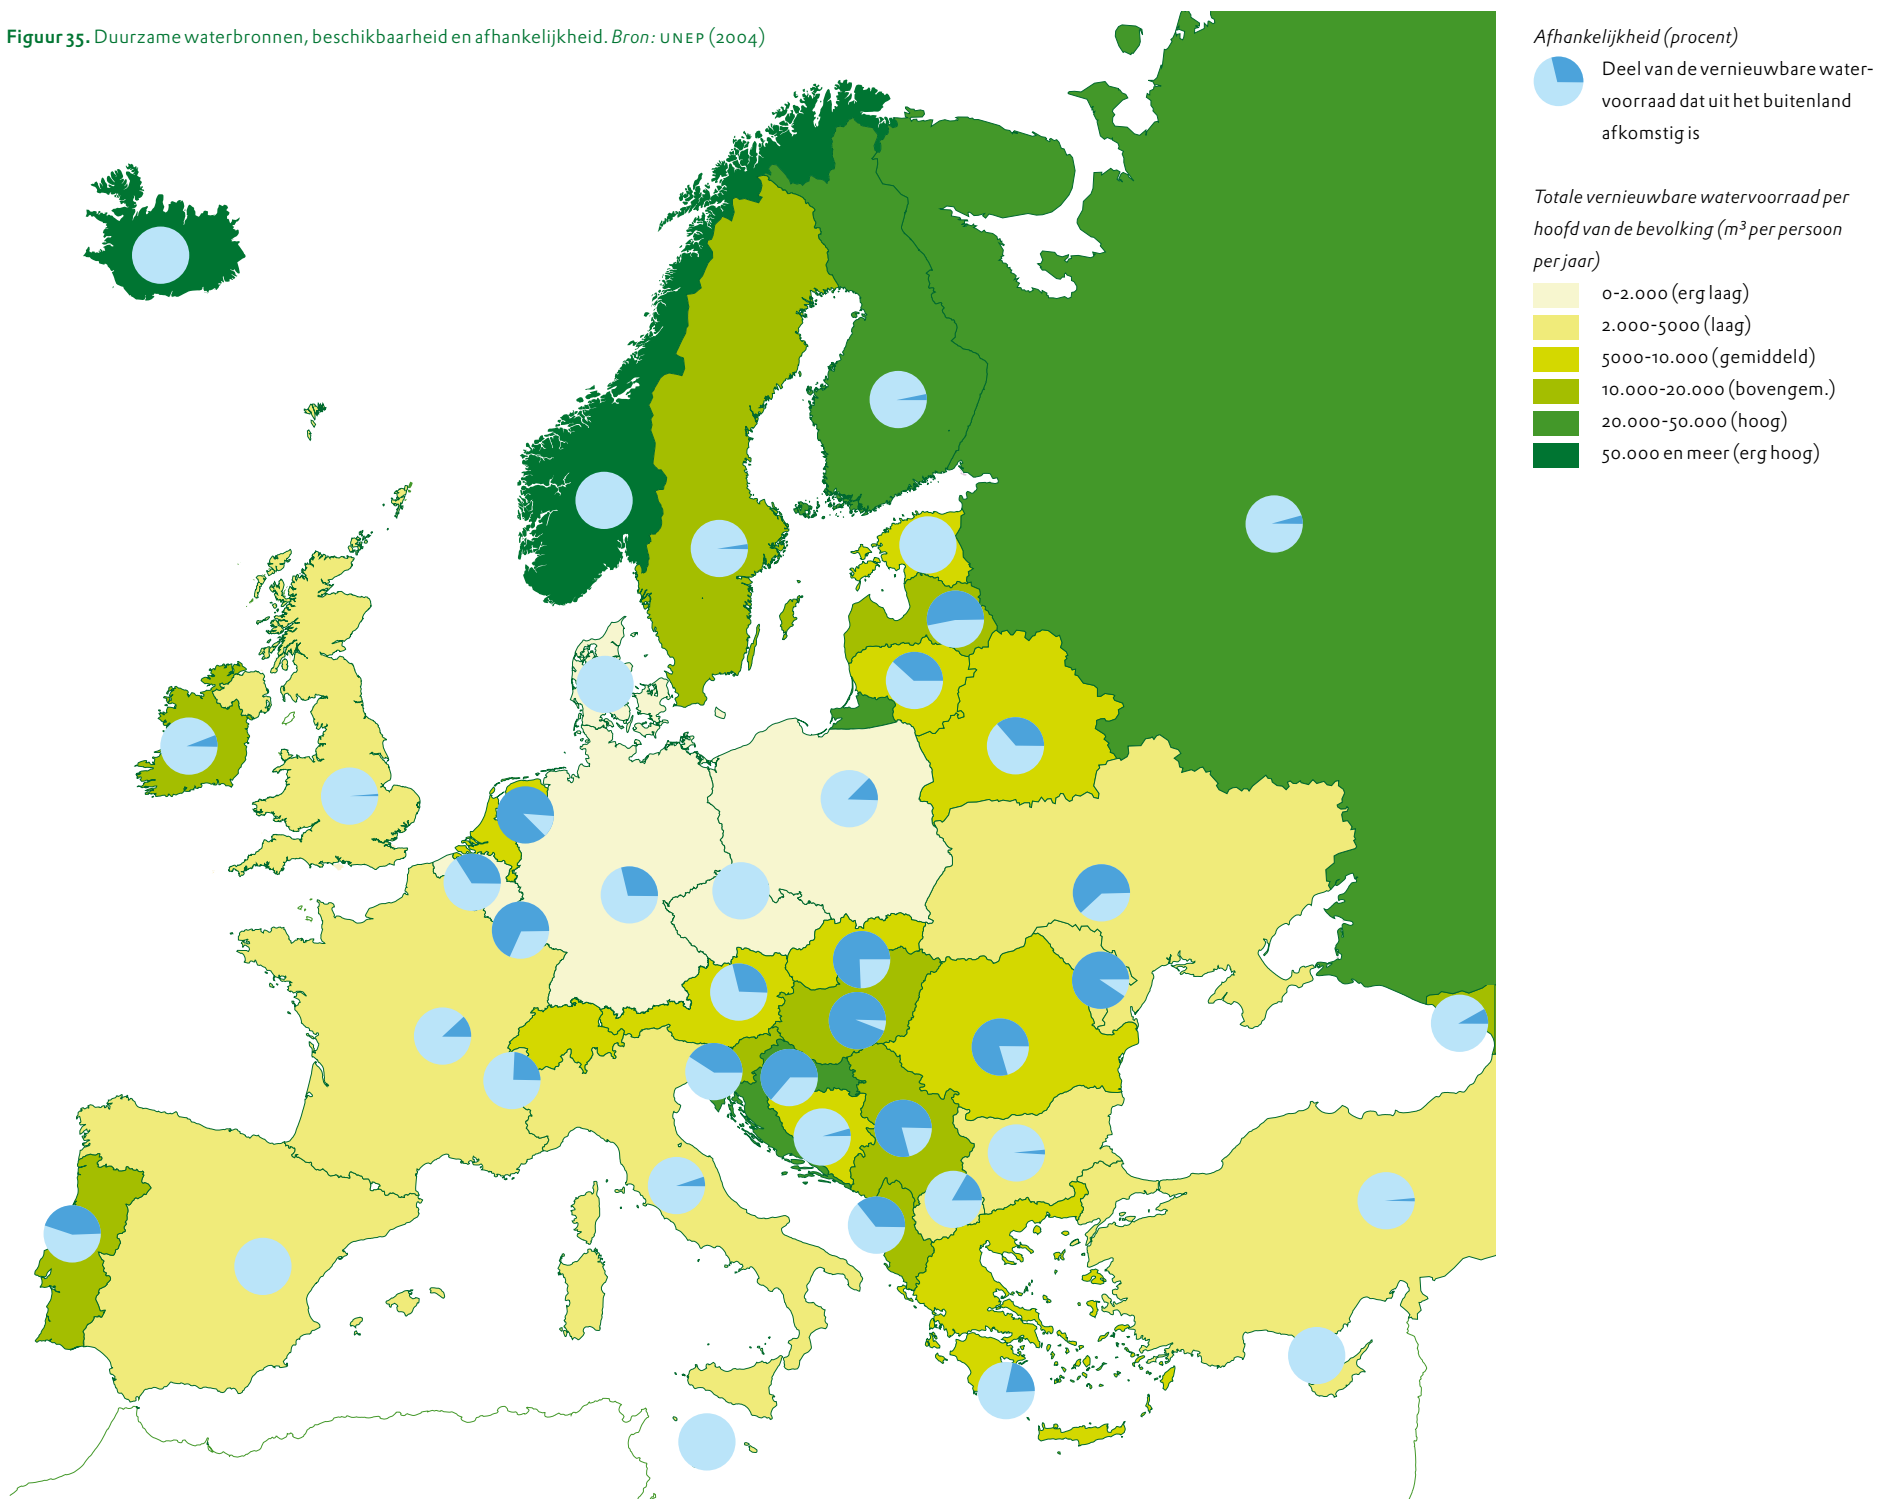 Figuur 35. Duurzame waterbronnen, beschikbaarheid en afhankelijkheid. Bron: UNEP (2004)
Afhankelijkheid (procent)
Deel van de vernieuwbare water-
voorraad dat uit het buitenland
afkomstig is
Totale vernieuwbare watervoorraad per
hoofd van de bevolking (m³ per persoon
per jaar)
0-2.000 (erg laag)
2.000-5000 (laag)
5000-10.000 (gemiddeld)
10.000-20.000 (bovengem.)
20.000-50.000 (hoog)
50.000 en meer (erg hoog)